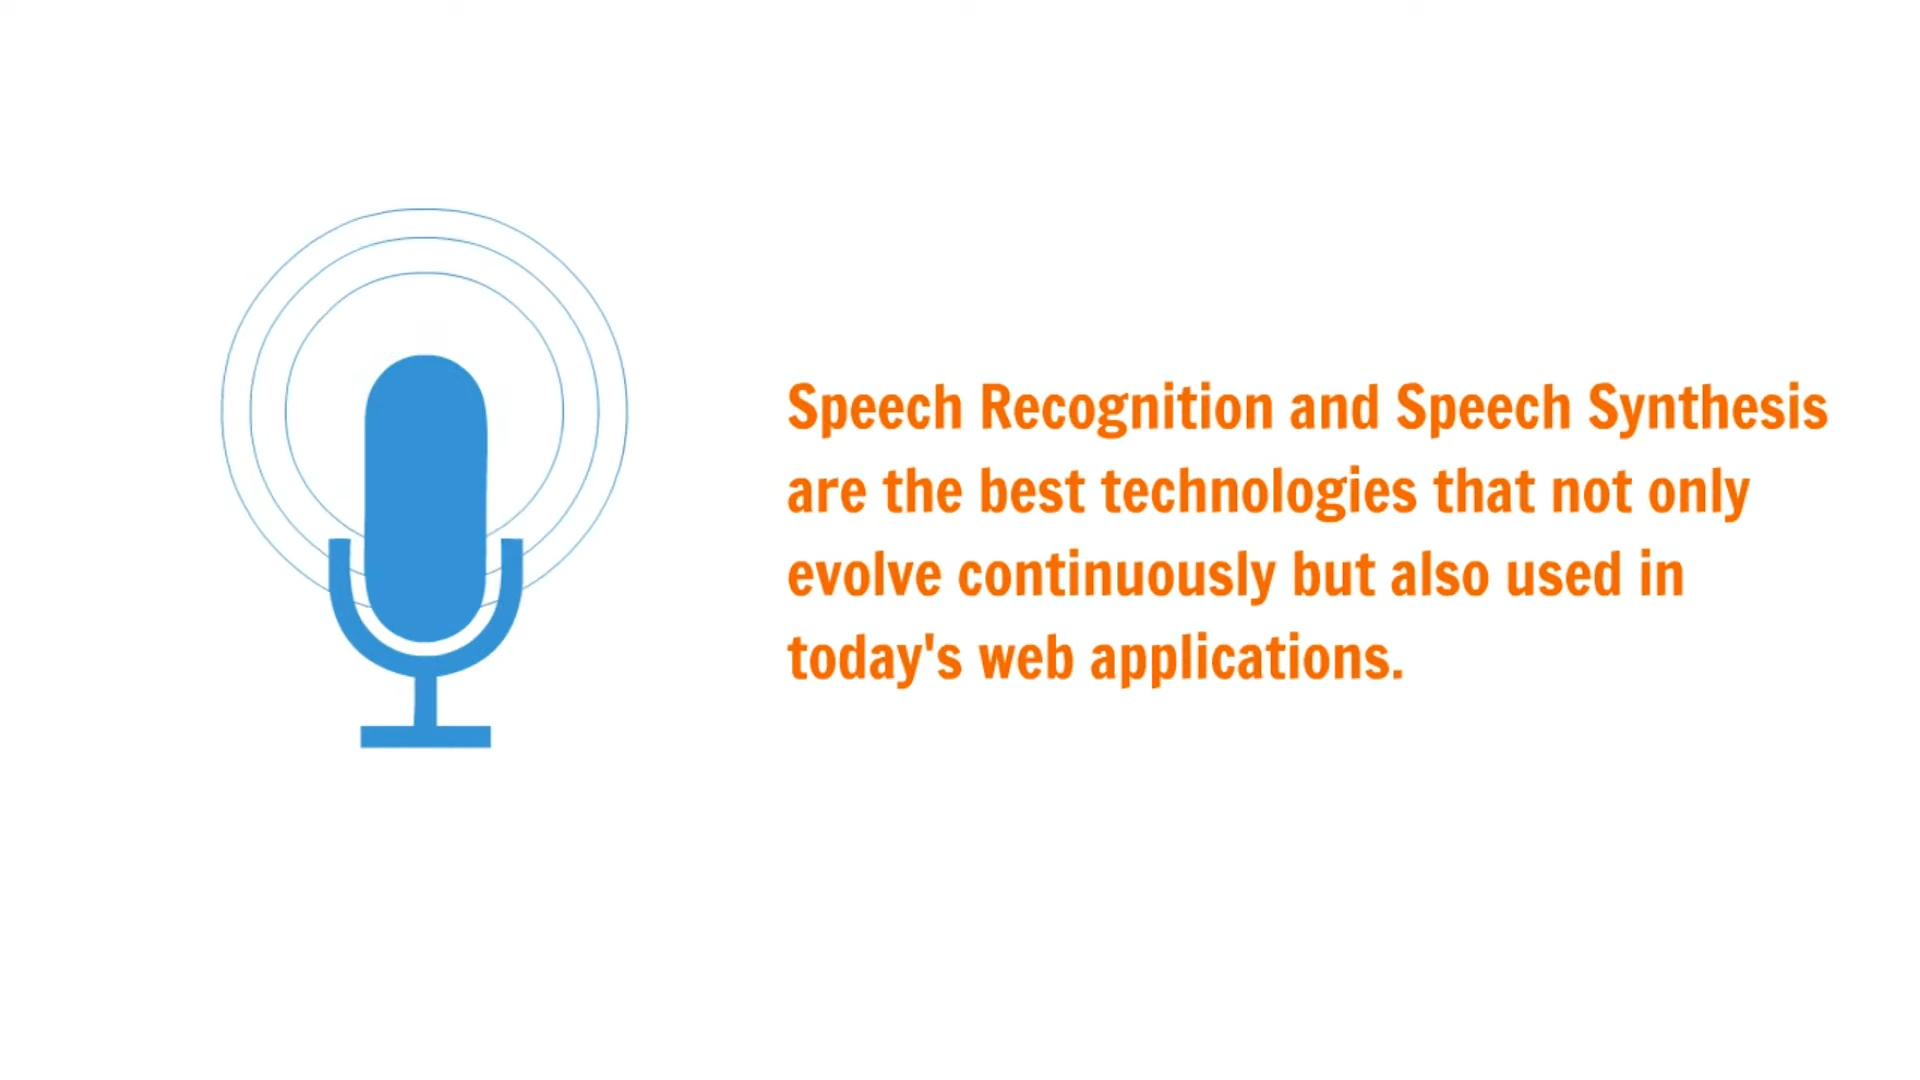 Speech Recognition and Speech Synthesis
are the best technologies that not only
evolve continuously but also used in
today's web applications.